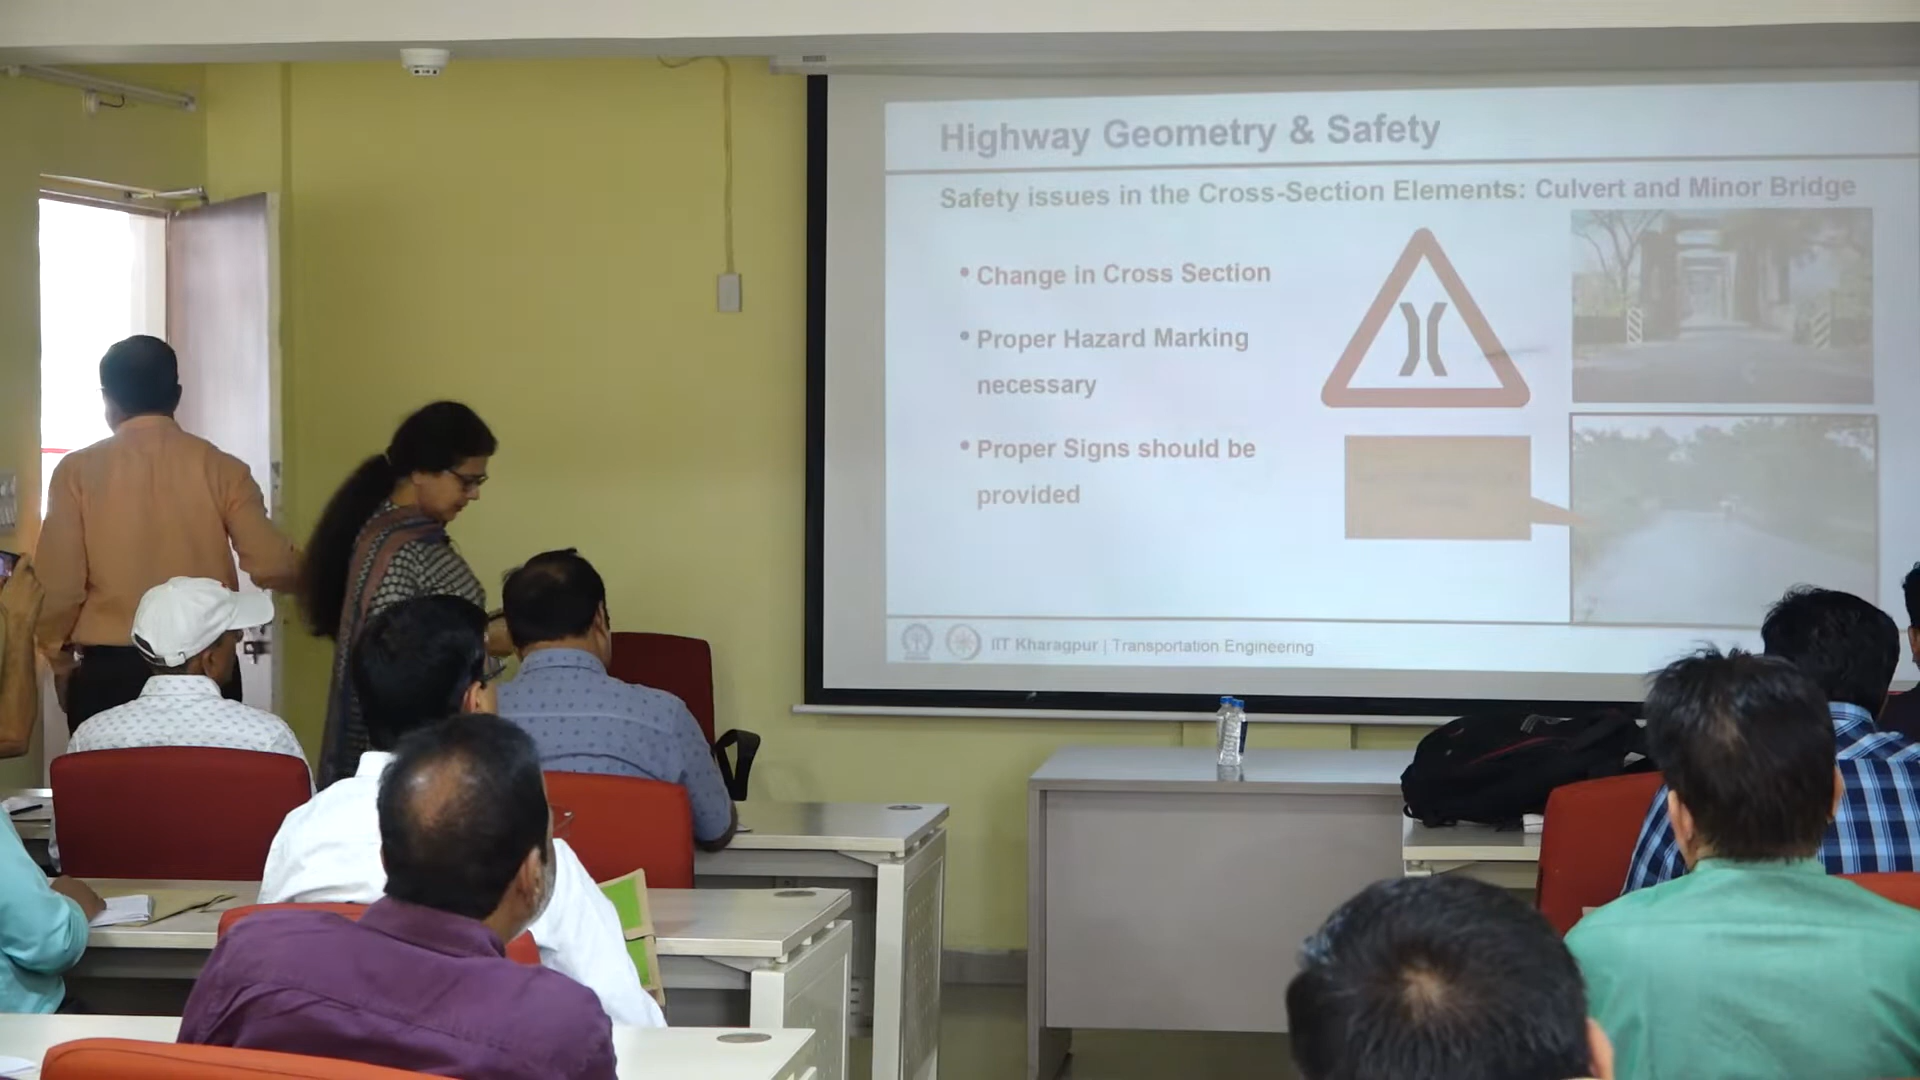 Highway Geometry & Safety
Safety issues in the Cross-Section Elements: Culvert and Minor Bridge
• Change in Cross Section
• Proper Hazard Marking
necessary
• Proper Signs should be
provided
IIT Kharagpur | Transportation Engineering